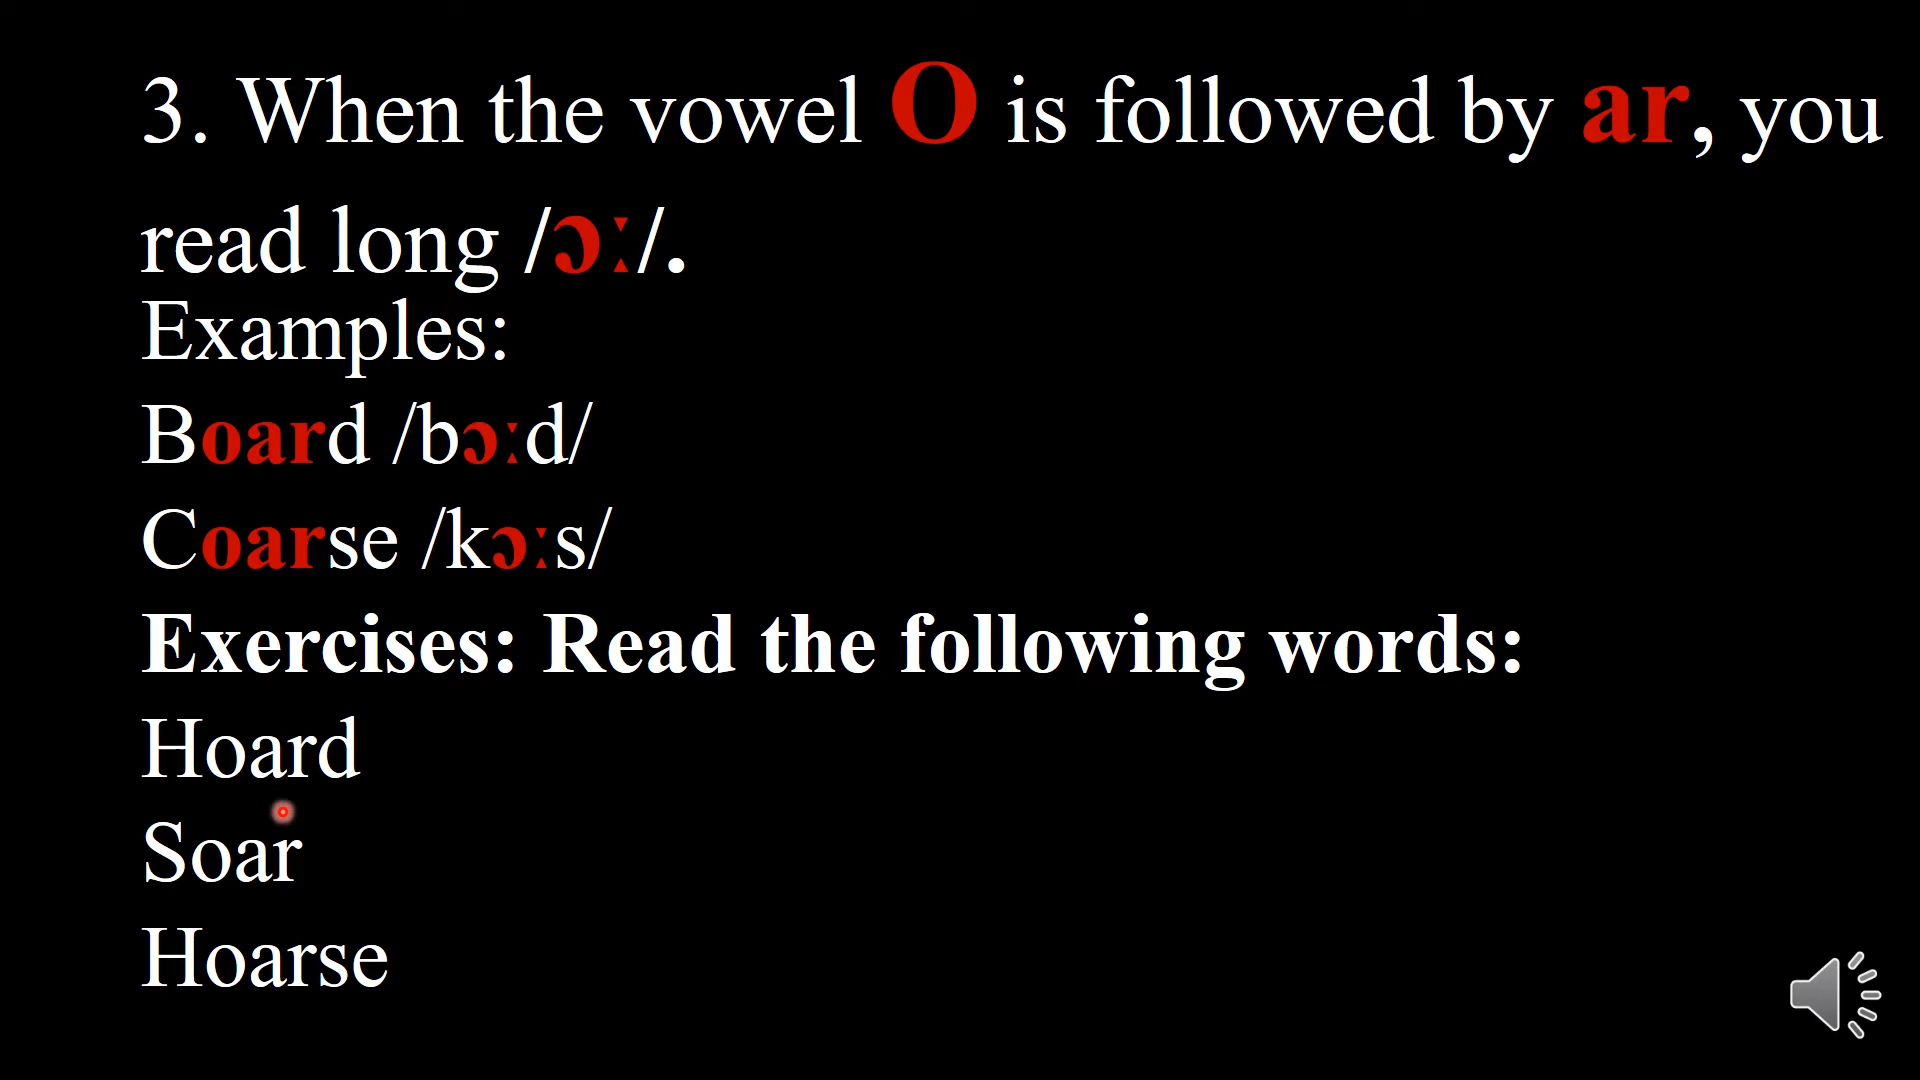 3. When the vowel O is followed by ar, you
read long /ɔː/.
Examples:
Board /bɔːd/
Coarse /kɔːs/
Exercises: Read the following words:
Hoard
Soar
Hoarse